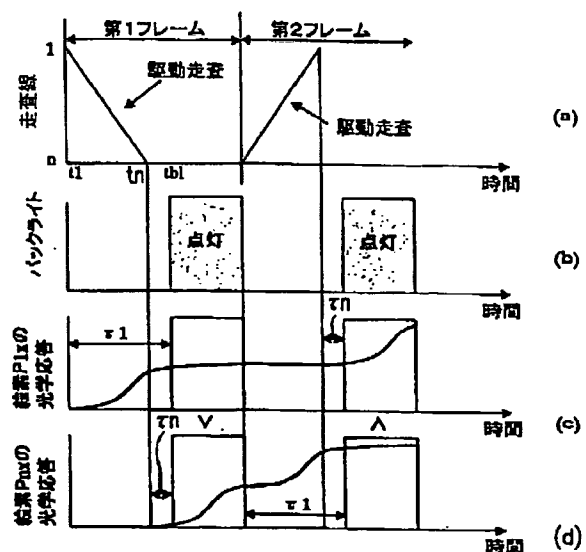 第1フレーム 第2フレーム
1
走査線
駆動走査
駆動走査
n
t1 tn tb1
時間
(a)
バックライト
点灯
点灯
時間
(b)
絵素P1xの
光学応答
τ1
τn
時間
(c)
絵素Pnxの
光学応答
τn
>
>
τ1
時間
(d)